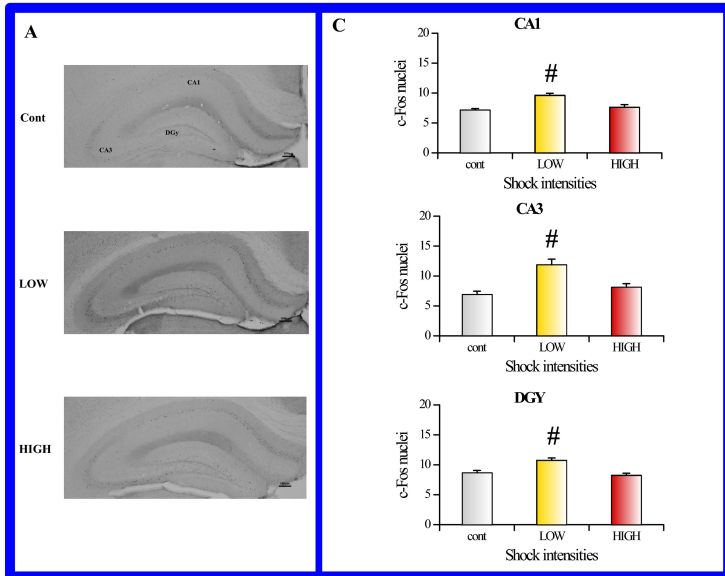 A
Cont
CA1
DGy
CA3
LOW
HIGH
C
CA1
c-Fos nuclei
20
15
10
5
0
#
cont
LOW
HIGH
Shock intensities
CA3
c-Fos nuclei
20
15
10
5
0
#
cont
LOW
HIGH
Shock intensities
DGY
c-Fos nuclei
20
15
10
5
0
#
cont
LOW
HIGH
Shock intensities